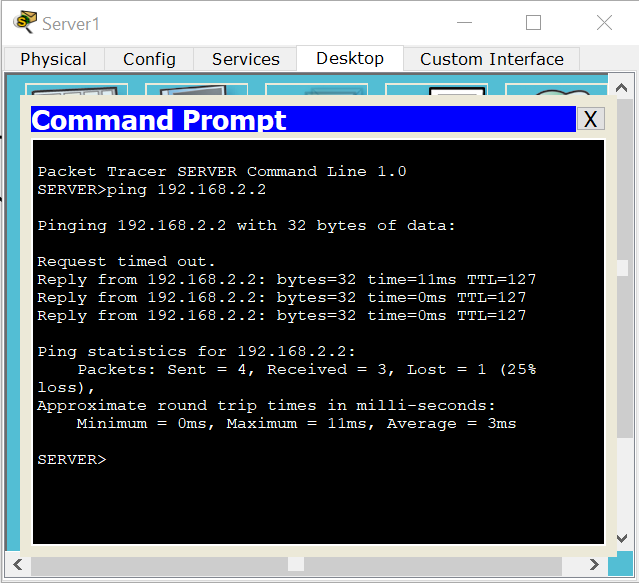 Server1
Physical Config Services Desktop Custom Interface
Command Prompt X
Packet Tracer SERVER Command Line 1.0
SERVER>ping 192.168.2.2
Pinging 192.168.2.2 with 32 bytes of data:
Request timed out.
Reply from 192.168.2.2: bytes=32 time=11ms TTL=127
Reply from 192.168.2.2: bytes=32 time=0ms TTL=127
Reply from 192.168.2.2: bytes=32 time=0ms TTL=127
Ping statistics for 192.168.2.2:
Packets: Sent = 4, Received = 3, Lost = 1 (25%
loss),
Approximate round trip times in milli-seconds:
Minimum = 0ms, Maximum = 11ms, Average = 3ms
SERVER>